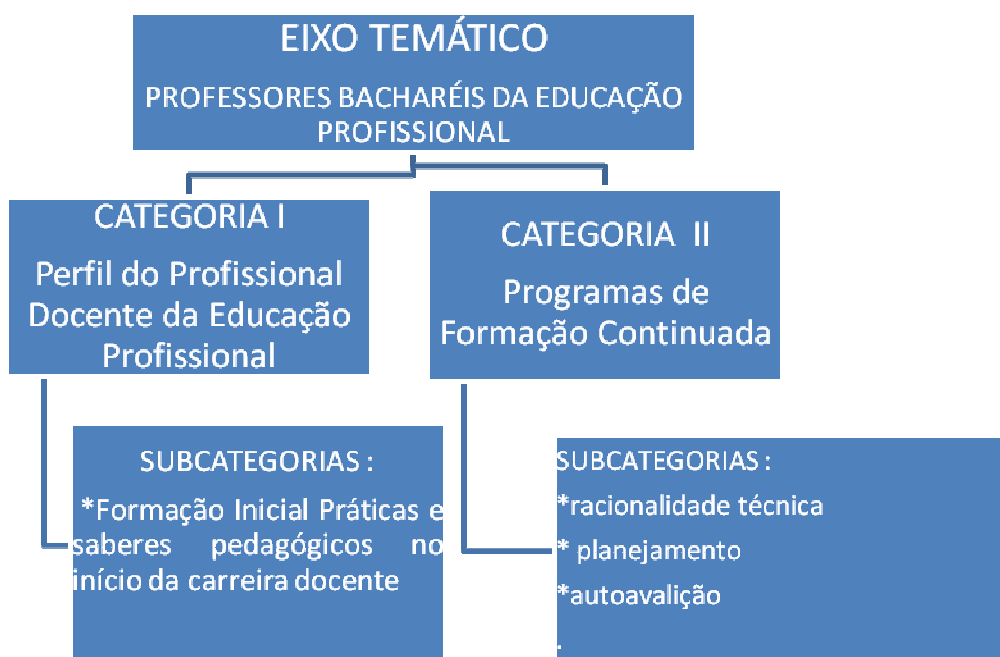 EIXO TEMÁTICO
PROFESSORES BACHARÉIS DA EDUCAÇÃO
PROFISSIONAL
CATEGORIA I
Perfil do Profissional
Docente da Educação
Profissional
CATEGORIA II
Programas de
Formação Continuada
SUBCATEGORIAS :
*Formação Inicial Práticas e
saberes pedagógicos no
início da carreira docente
SUBCATEGORIAS :
*racionalidade técnica
* planejamento
*autoavalição
.